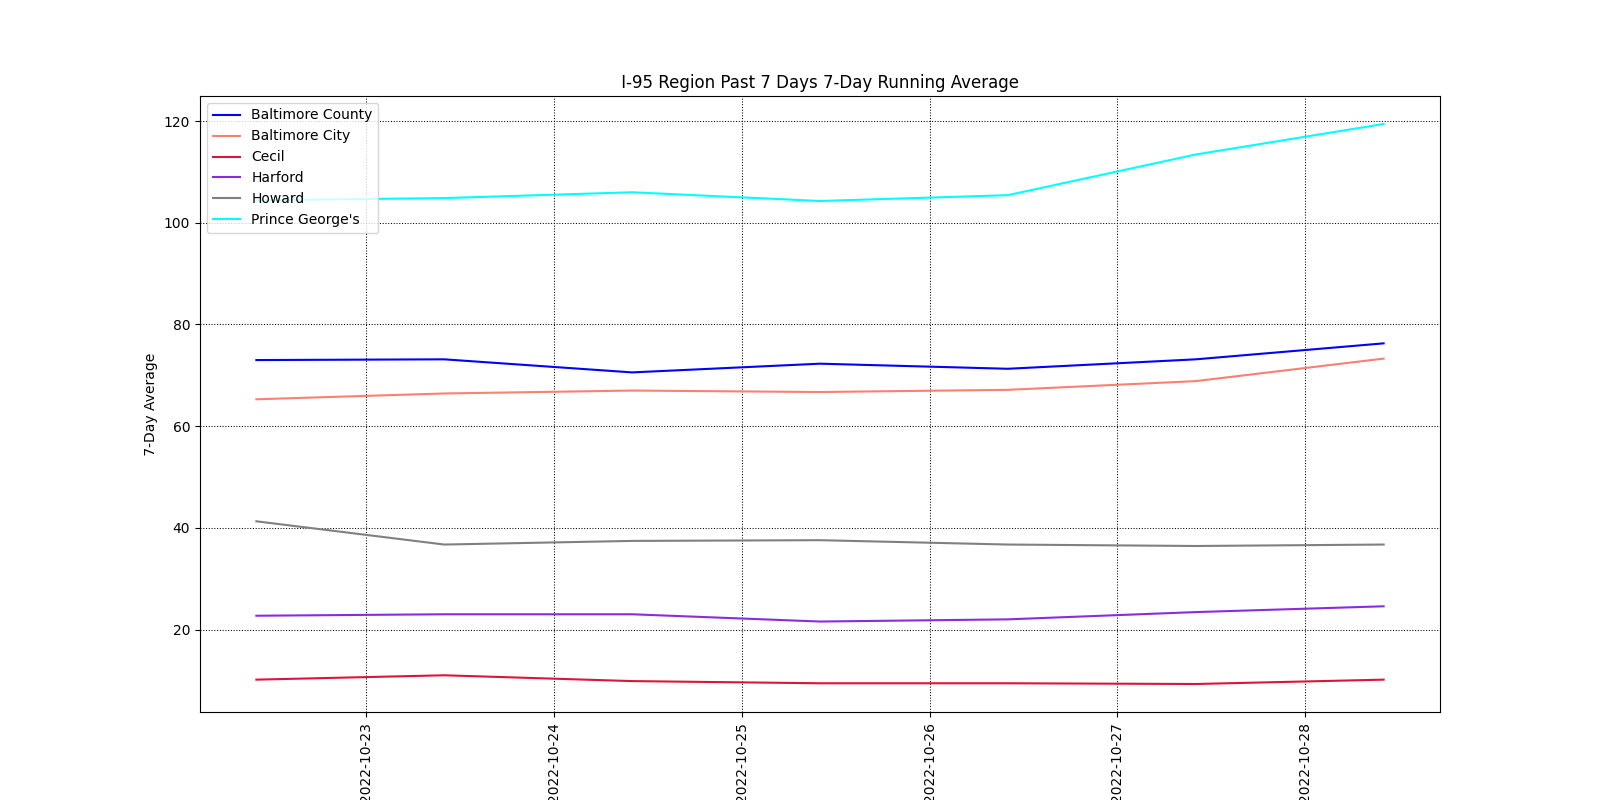 I-95 Region Past 7 Days 7-Day Running Average
Baltimore County
Baltimore City
Cecil
Harford
Howard
Prince George's
120
100
80
60
40
20
7-Day Average
2022-10-23
2022-10-24
2022-10-25
2022-10-26
2022-10-27
2022-10-28